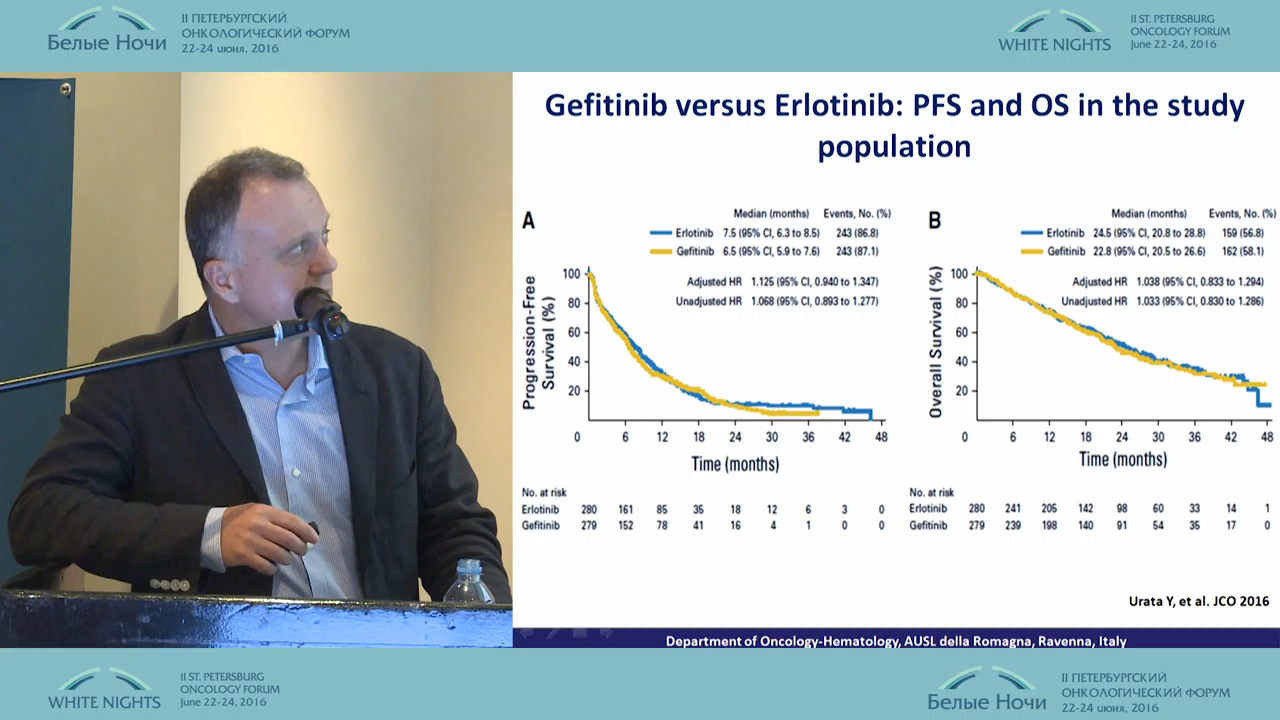 Белые Ночи
II ПЕТЕРБУРГСКИЙ
ОНКОЛОГИЧЕСКИЙ ФОРУМ
22-24 июня, 2016
WHITE NIGHTS
II ST. PETERSBURG
ONCOLOGY FORUM
June 22-24, 2016
Gefitinib versus Erlotinib: PFS and OS in the study
population
A
Median (months) Events, No. (%)
Erlotinib 7.5 (95% CI, 6.3 to 8.5) 243 (86.8)
Gefitinib 6.5 (95% CI, 5.9 to 7.6) 243 (87.1)
Adjusted HR 1.125 (95% CI, 0.940 to 1.347)
Unadjusted HR 1.068 (95% CI, 0.893 to 1.277)
Progression-Free
Survival (%)
100
80
60
40
20
0 6 12 18 24 30 36 42 48
Time (months)
No. at risk
Erlotinib 280 161 85 35 18 12 6 3 0
Gefitinib 279 152 78 41 16 4 1 0 0
B
Median (months) Events, No. (%)
Erlotinib 24.5 (95% CI, 20.8 to 28.8) 159 (56.8)
Gefitinib 22.8 (95% CI, 20.5 to 26.6) 162 (58.1)
Adjusted HR 1.038 (95% CI, 0.833 to 1.294)
Unadjusted HR 1.033 (95% CI, 0.830 to 1.286)
Overall Survival (%)
100
80
60
40
20
0 6 12 18 24 30 36 42 48
Time (months)
No. at risk
Erlotinib 280 241 205 142 98 60 33 14 1
Gefitinib 279 239 198 140 91 54 35 17 0
Urata Y, et al. JCO 2016
Department of Oncology-Hematology, AUSL della Romagna, Ravenna, Italy
WHITE NIGHTS
II ST. PETERSBURG
ONCOLOGY FORUM
June 22-24, 2016
Белые Ночи
II ПЕТЕРБУРГСКИЙ
ОНКОЛОГИЧЕСКИЙ ФОРУМ
22-24 июня, 2016